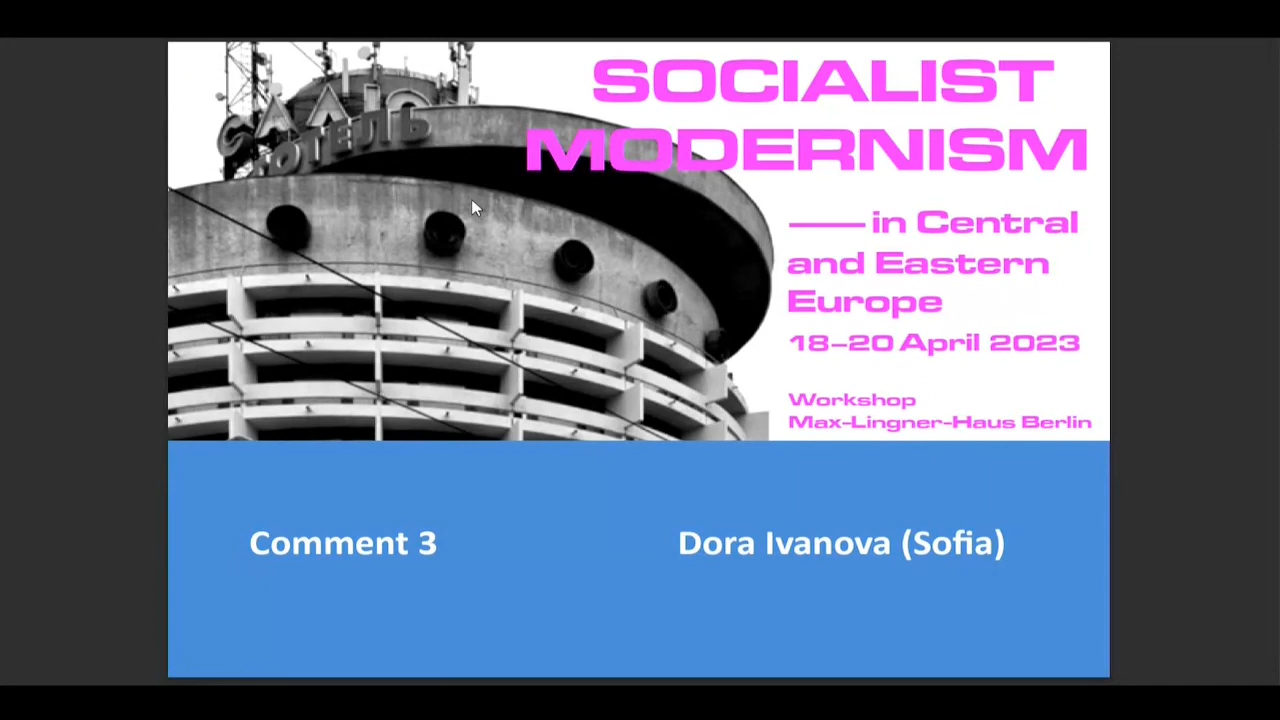 SOCIALIST
MODERNISM
ГОТЕЛЬ
—— in Central
and Eastern
Europe
18–20 April 2023
Workshop
Max-Lingner-Haus Berlin
Comment 3
Dora Ivanova (Sofia)